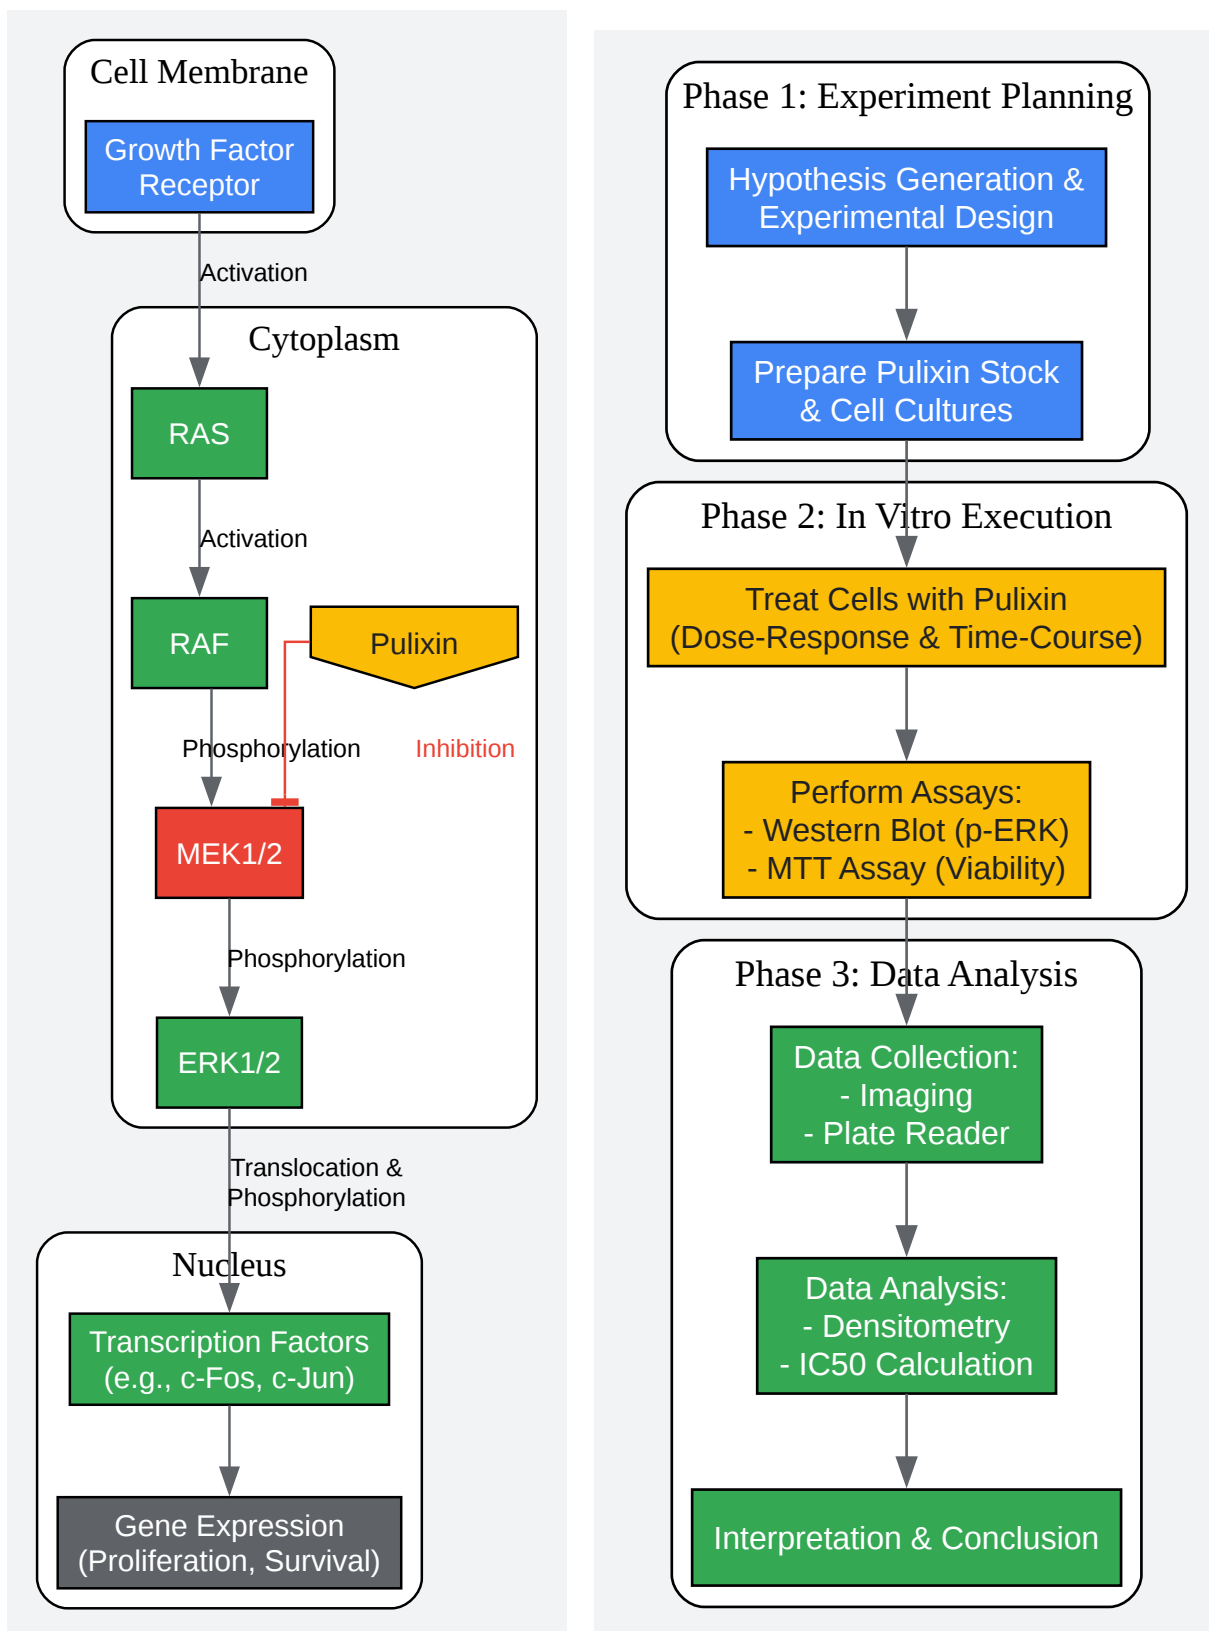 Cell Membrane
Growth Factor
Receptor
Activation
Cytoplasm
RAS
Activation
RAF
Pulixin
Phosphorylation
Inhibition
MEK1/2
Phosphorylation
ERK1/2
Translocation &
Phosphorylation
Nucleus
Transcription Factors
(e.g., c-Fos, c-Jun)
Gene Expression
(Proliferation, Survival)
Phase 1: Experiment Planning
Hypothesis Generation &
Experimental Design
Prepare Pulixin Stock
& Cell Cultures
Phase 2: In Vitro Execution
Treat Cells with Pulixin
(Dose-Response & Time-Course)
Perform Assays:
- Western Blot (p-ERK)
- MTT Assay (Viability)
Phase 3: Data Analysis
Data Collection:
- Imaging
- Plate Reader
Data Analysis:
- Densitometry
- IC50 Calculation
Interpretation & Conclusion